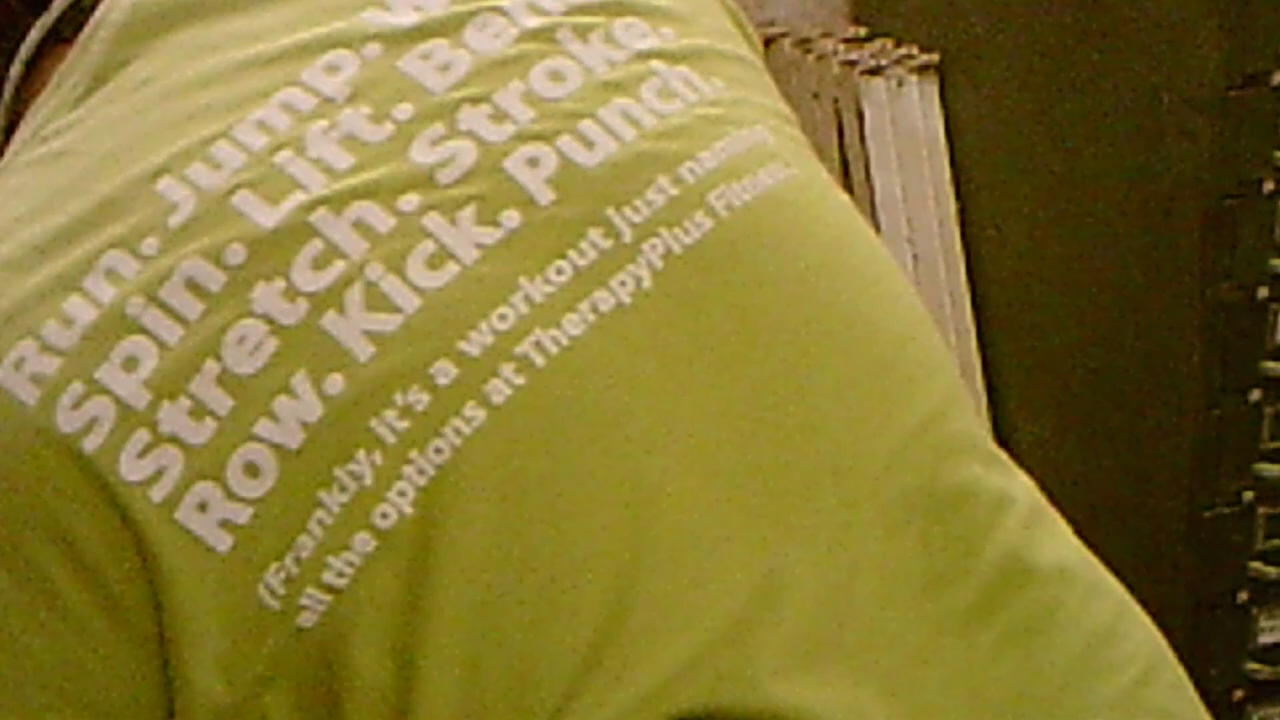 Run. Jump.
Spin. Lift.
Stretch. Stroke.
Row. Kick. Punch.
(Frankly, it's a workout just
all the options at TherapyPlus